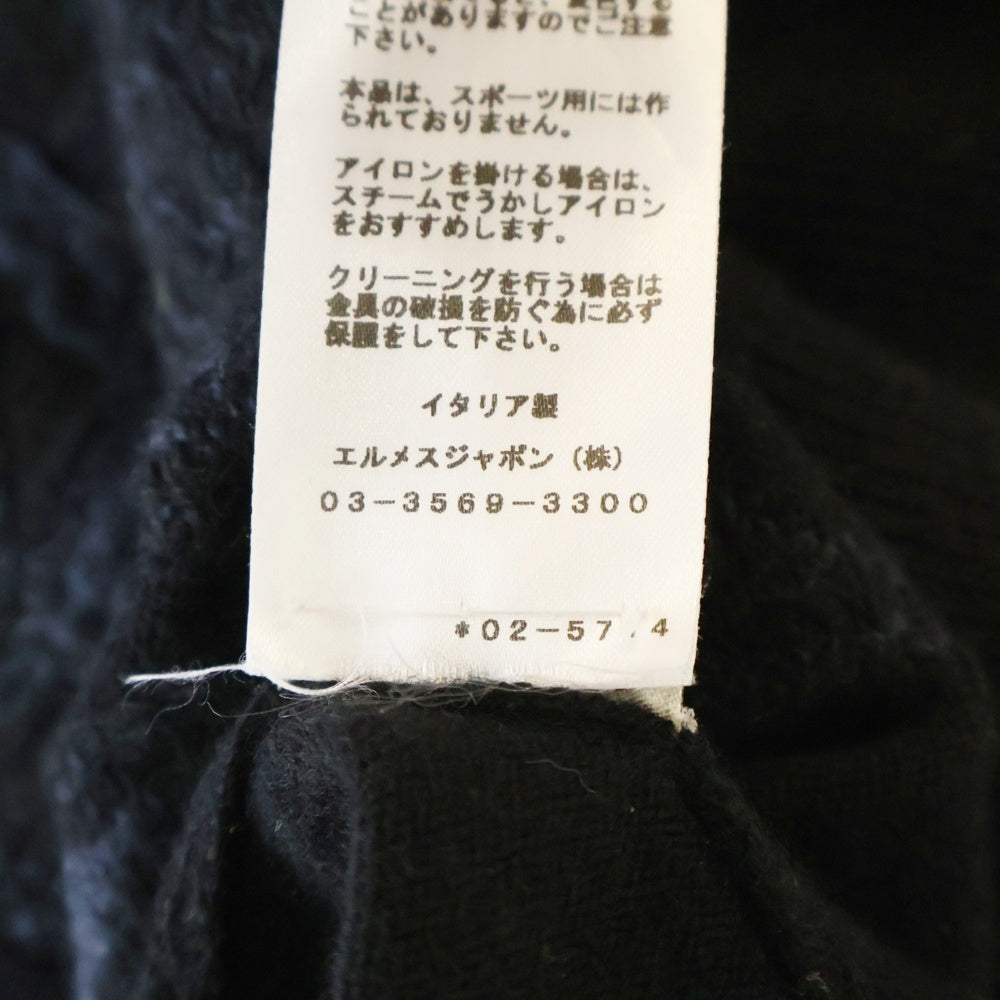 ことがありますのでご注意
下さい。
本品は、スポーツ用には作
られておりません。
アイロンを掛ける場合は、
スチームでうかしアイロン
をおすすめします。
クリーニングを行う場合は
金具の破損を防ぐ為に必ず
保護をして下さい。
イタリア製
エルメスジャポン（株）
03-3569-3300
*02-57.4